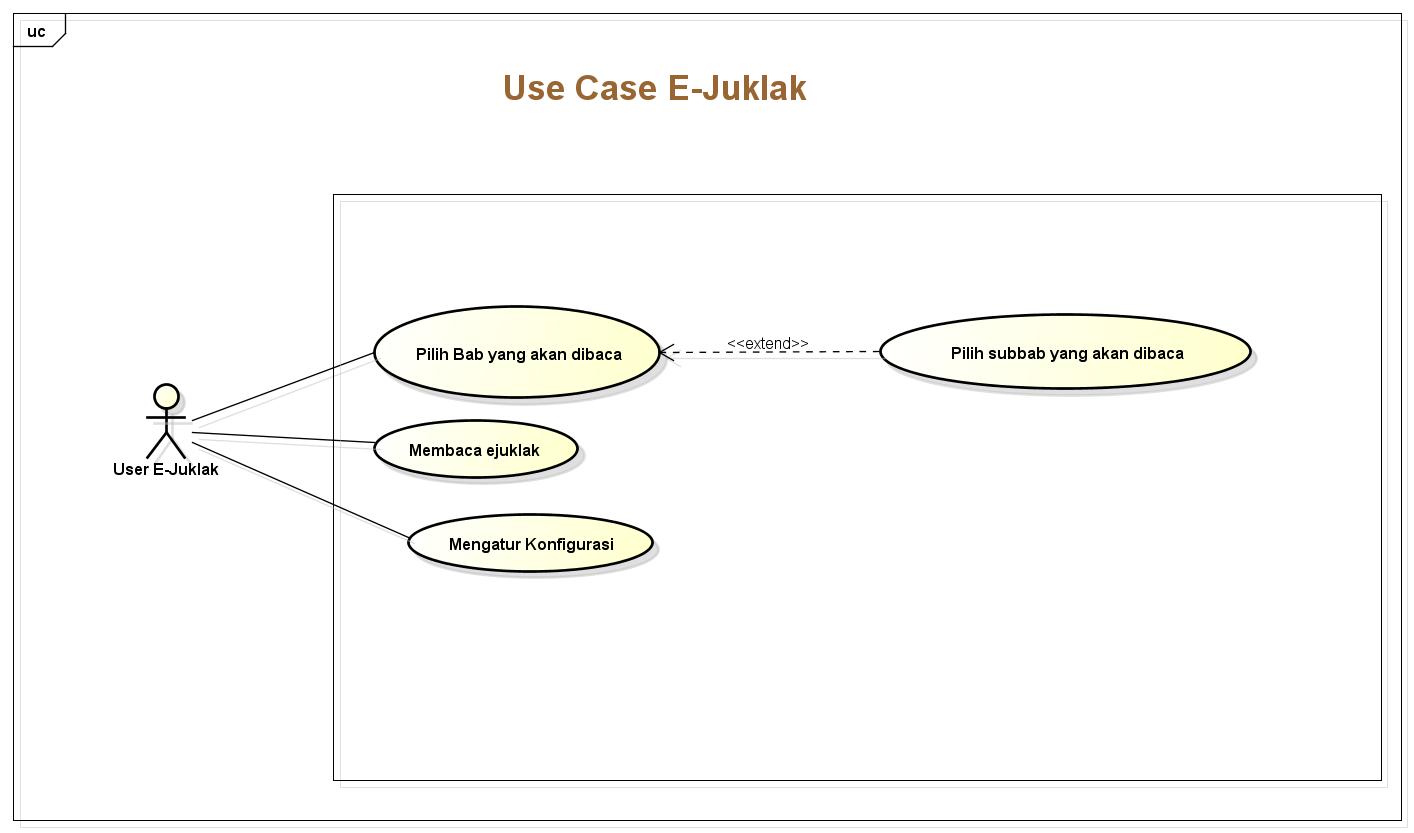 uc
Use Case E-Juklak
Pilih Bab yang akan dibaca
<<extend>>
Pilih subbab yang akan dibaca
Membaca ejuklak
User E-Juklak
Mengatur Konfigurasi